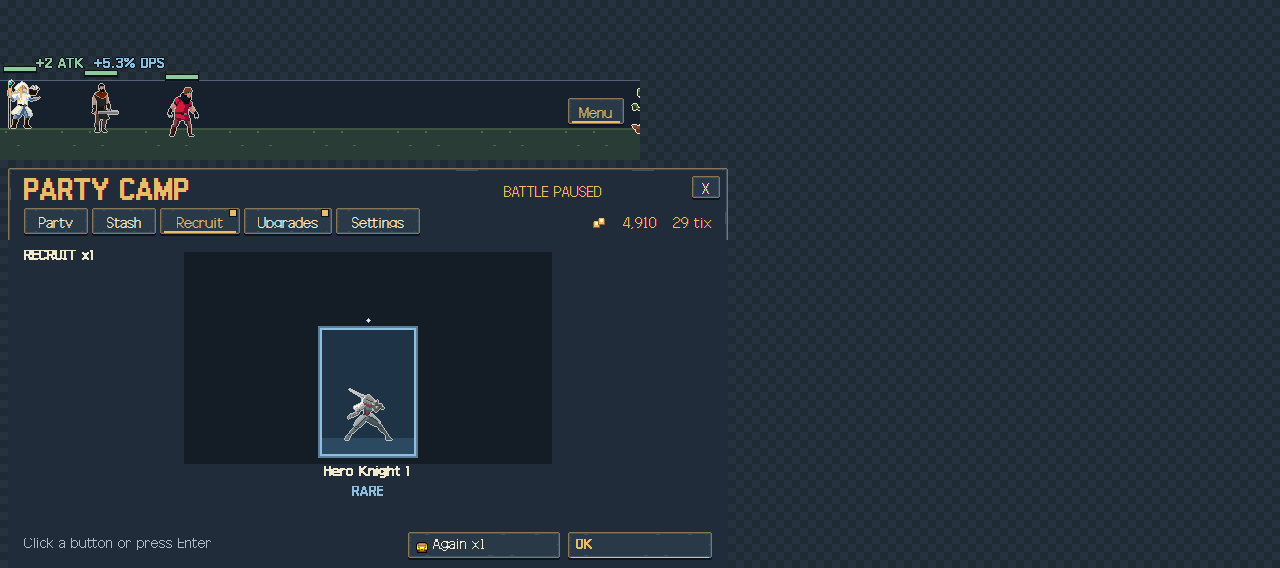 +2 ATK +5.3% DPS
Menu
PARTY CAMP
BATTLE PAUSED
X
Party Stash Recruit Upgrades Settings
4,910 29 tix
RECRUIT x1
Hero Knight 1
RARE
Click a button or press Enter
Again x1
OK